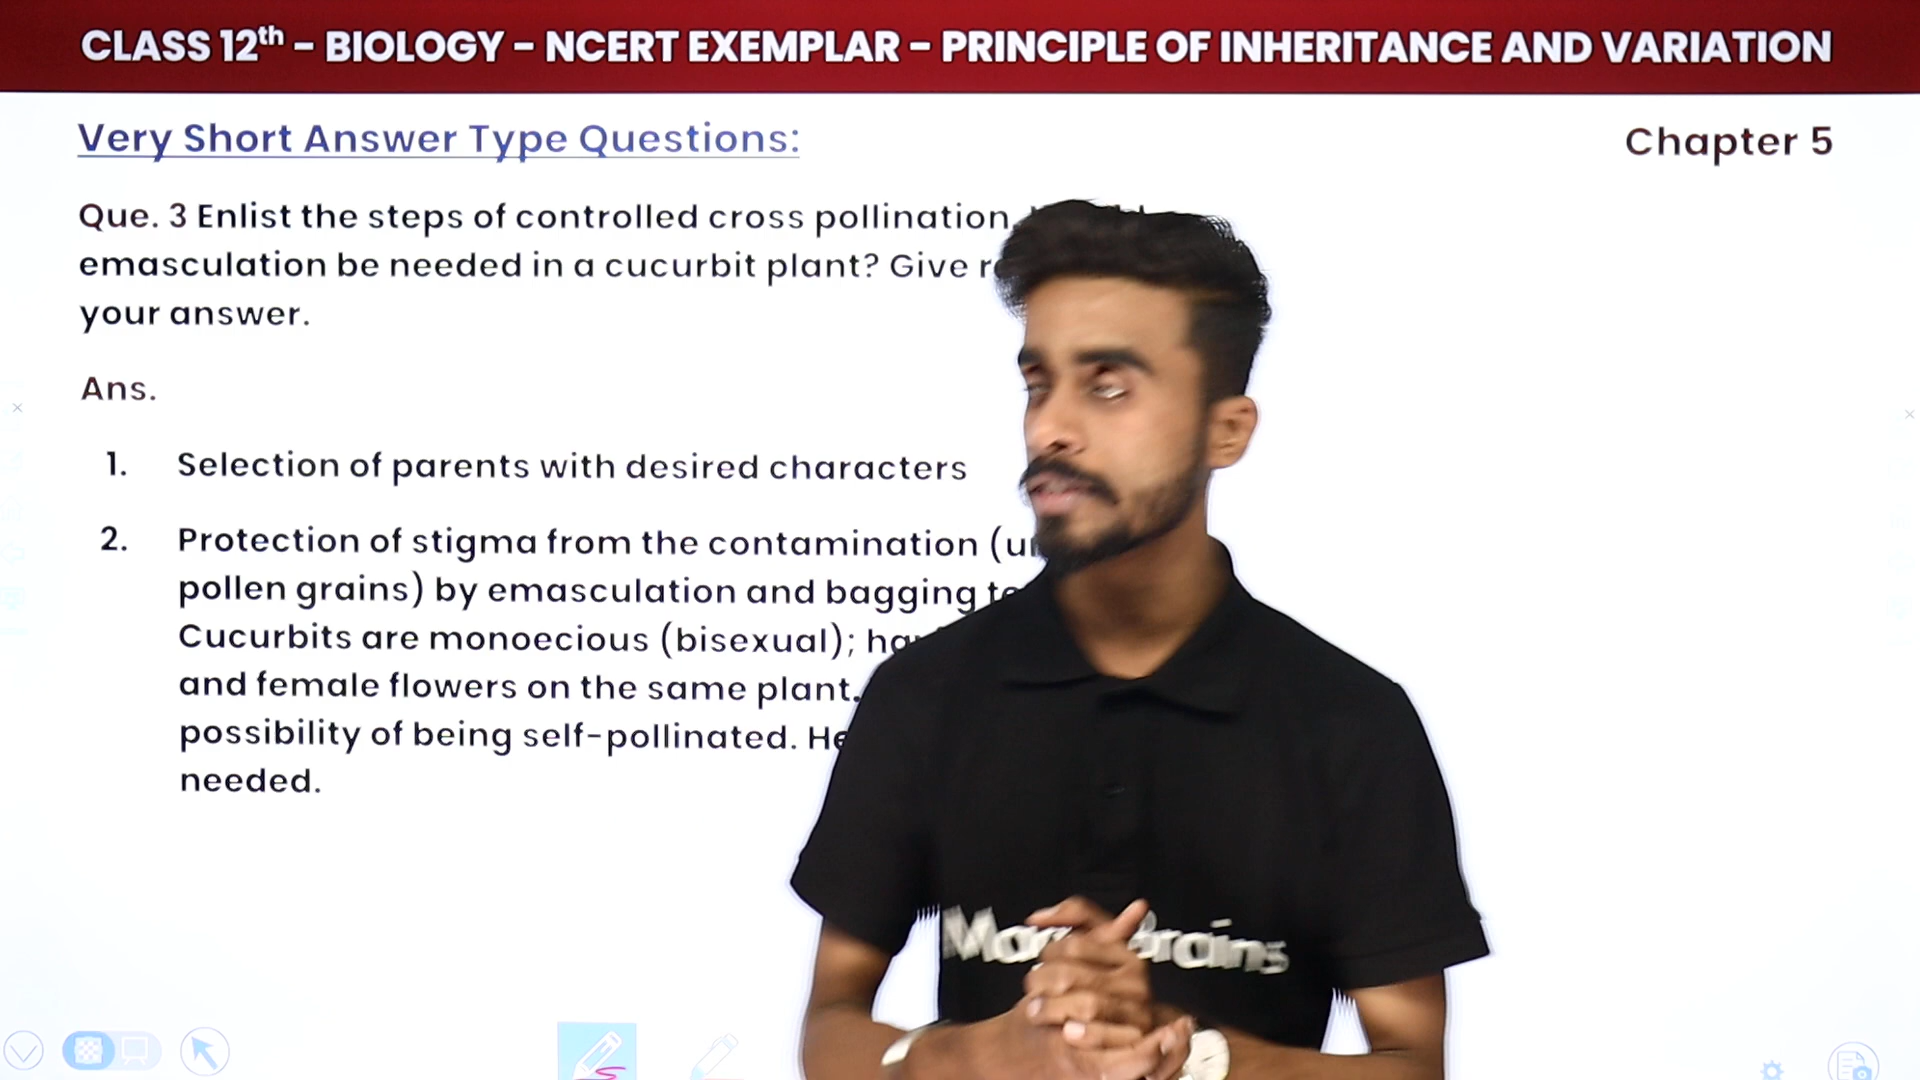 CLASS 12th - BIOLOGY - NCERT EXEMPLAR - PRINCIPLE OF INHERITANCE AND VARIATION
Very Short Answer Type Questions:
Chapter 5
Que. 3 Enlist the steps of controlled cross pollination
emasculation be needed in a cucurbit plant? Give
your answer.
Ans.
1. Selection of parents with desired characters
2. Protection of stigma from the contamination
pollen grains) by emasculation and bagging
Cucurbits are monoecious (bisexual);
and female flowers on the same plant.
possibility of being self-pollinated.
needed.